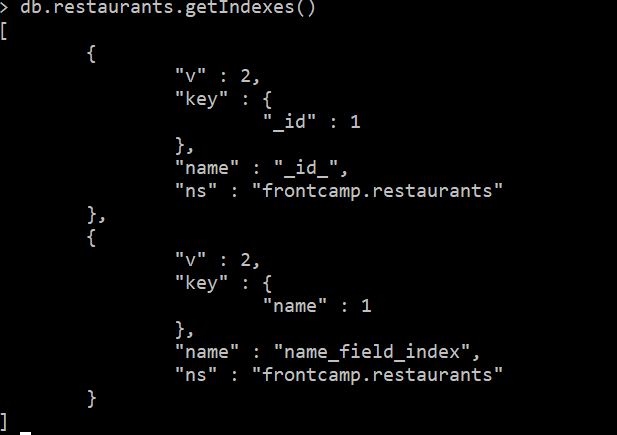 > db.restaurants.getIndexes()
[
        {
                "v" : 2,
                "key" : {
                        "_id" : 1
                },
                "name" : "_id_",
                "ns" : "frontcamp.restaurants"
        },
        {
                "v" : 2,
                "key" : {
                        "name" : 1
                },
                "name" : "name_field_index",
                "ns" : "frontcamp.restaurants"
        }
]